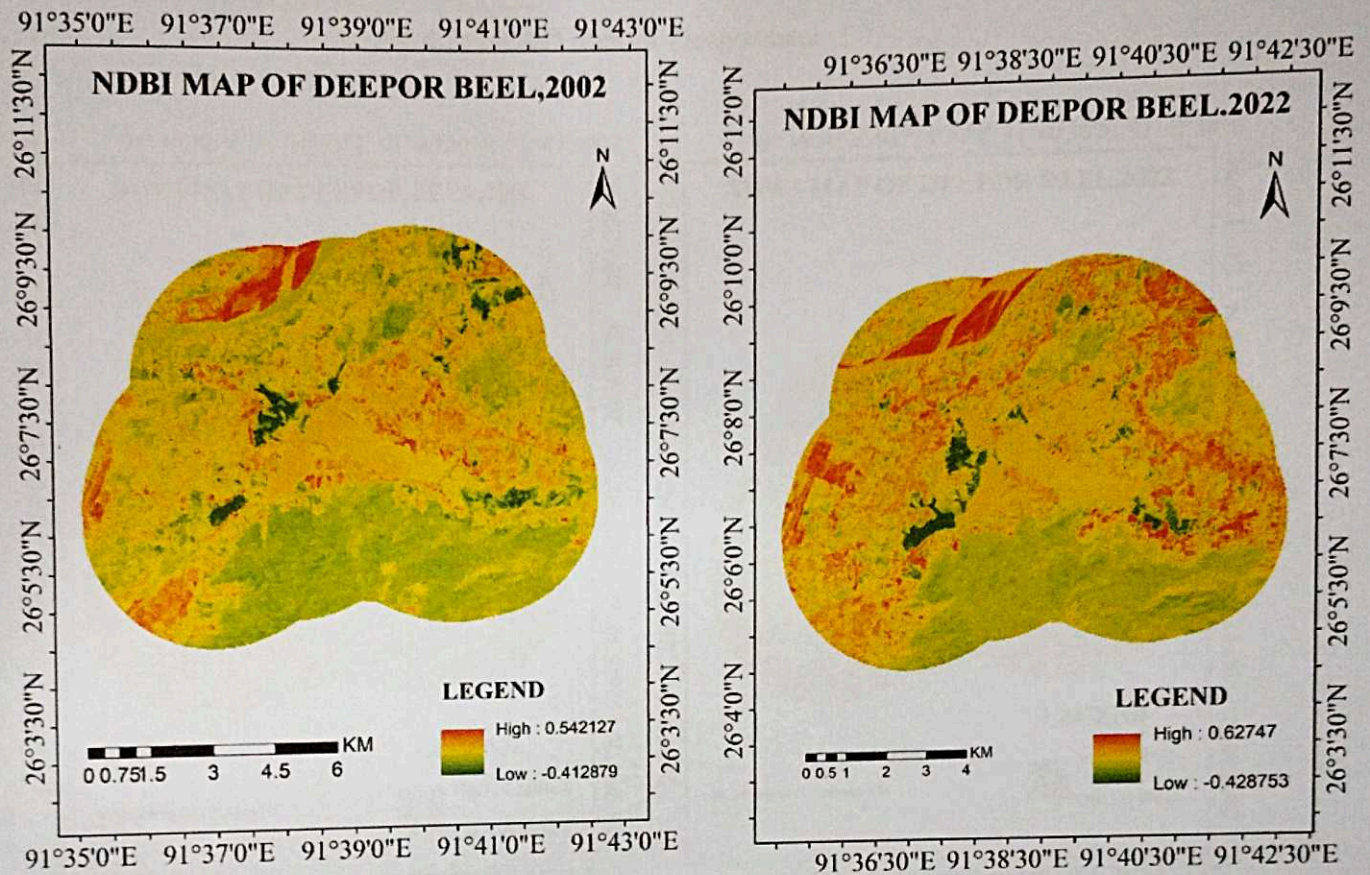 91°35'0"E 91°37'0"E 91°39'0"E 91°41'0"E 91°43'0"E
NDBI MAP OF DEEPOR BEEL,2002
N
26°11'30"N
26°9'30"N
26°7'30"N
26°5'30"N
26°3'30"N
26°11'30"N
26°9'30"N
26°7'30"N
26°5'30"N
26°3'30"N
LEGEND
High : 0.542127
Low : -0.412879
KM
0 0.751.5 3 4.5 6
91°35'0"E 91°37'0"E 91°39'0"E 91°41'0"E 91°43'0"E
91°36'30"E 91°38'30"E 91°40'30"E 91°42'30"E
NDBI MAP OF DEEPOR BEEL.2022
N
26°12'0"N
26°10'0"N
26°8'0"N
26°6'0"N
26°4'0"N
26°11'30"N
26°9'30"N
26°7'30"N
26°5'30"N
26°3'30"N
LEGEND
High : 0.62747
Low : -0.428753
KM
0 0.5 1 2 3 4
91°36'30"E 91°38'30"E 91°40'30"E 91°42'30"E